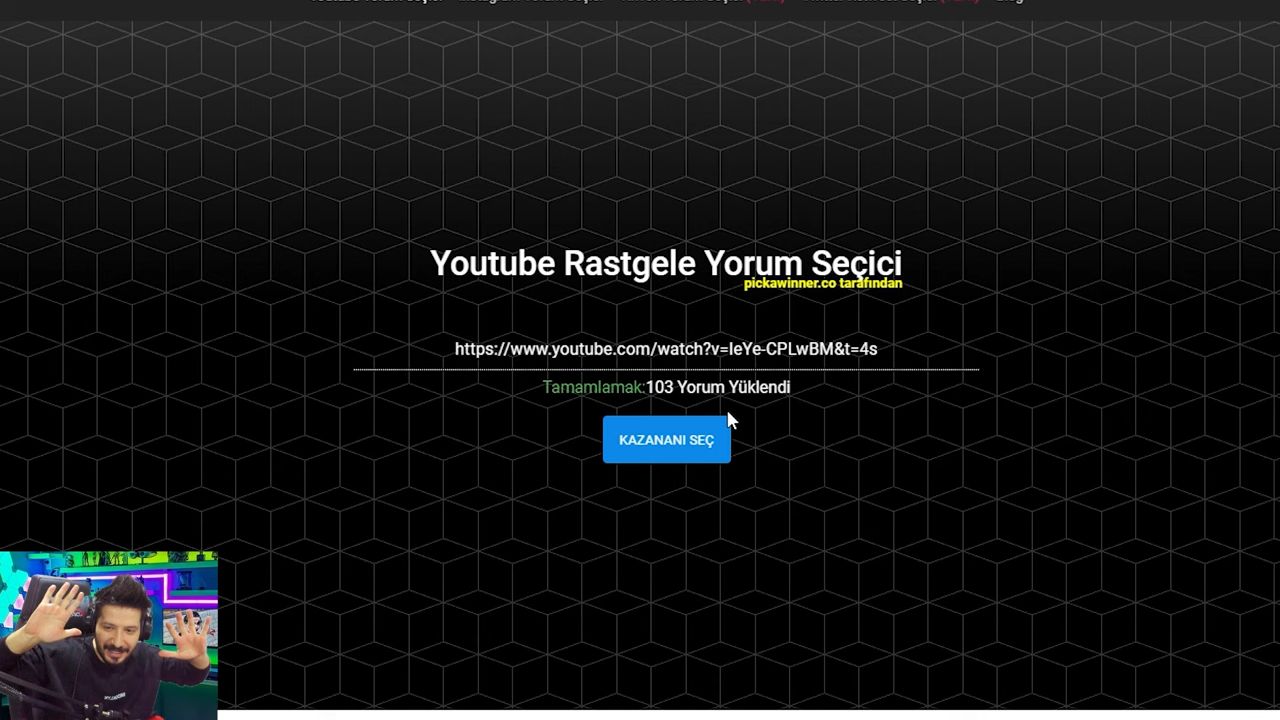 Youtube Rastgele Yorum Seçici
pickawinner.co tarafından
https://www.youtube.com/watch?v=IeYe-CPLwBM&t=4s
Tamamlamak:103 Yorum Yüklendi
KAZANANI SEÇ